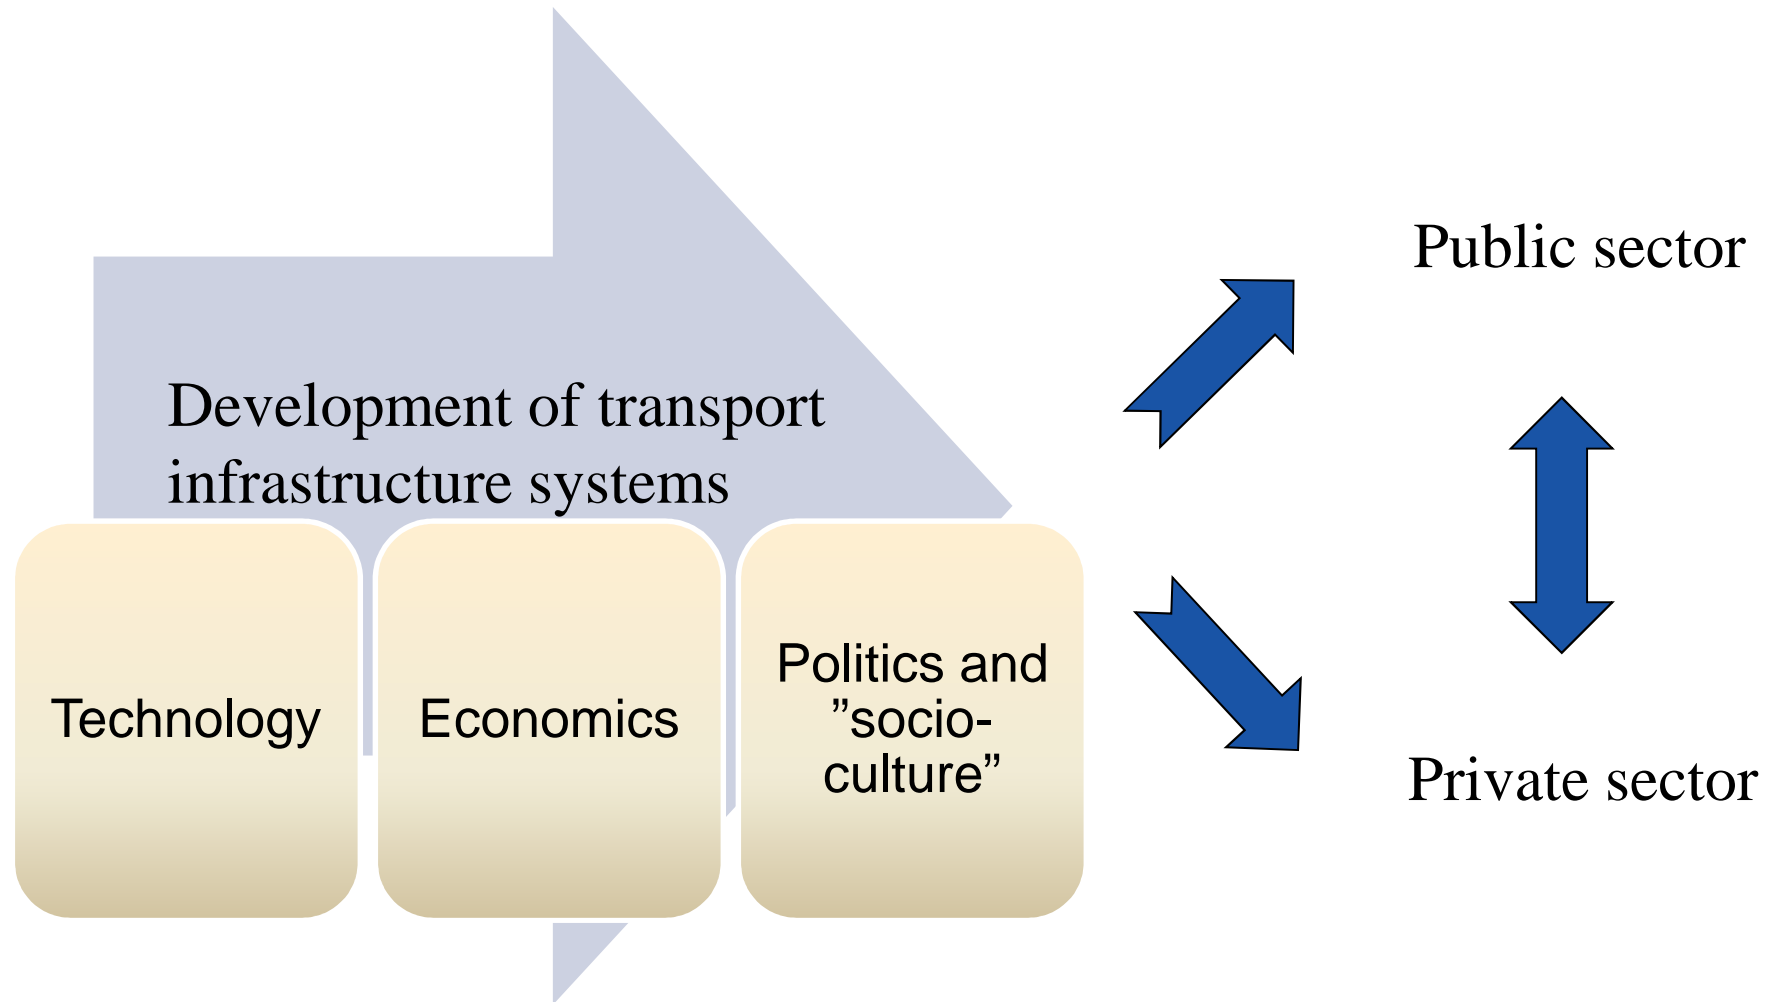 Public sector
Development of transport
infrastructure systems
Technology
Economics
Politics and
”socio-
culture”
Private sector